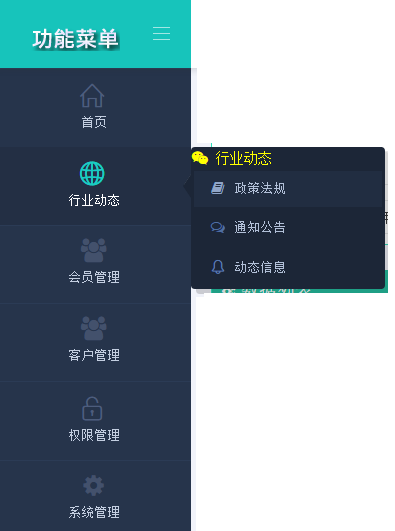 功能菜单
首页
行业动态
行业动态
政策法规
通知公告
动态信息
会员管理
客户管理
权限管理
系统管理